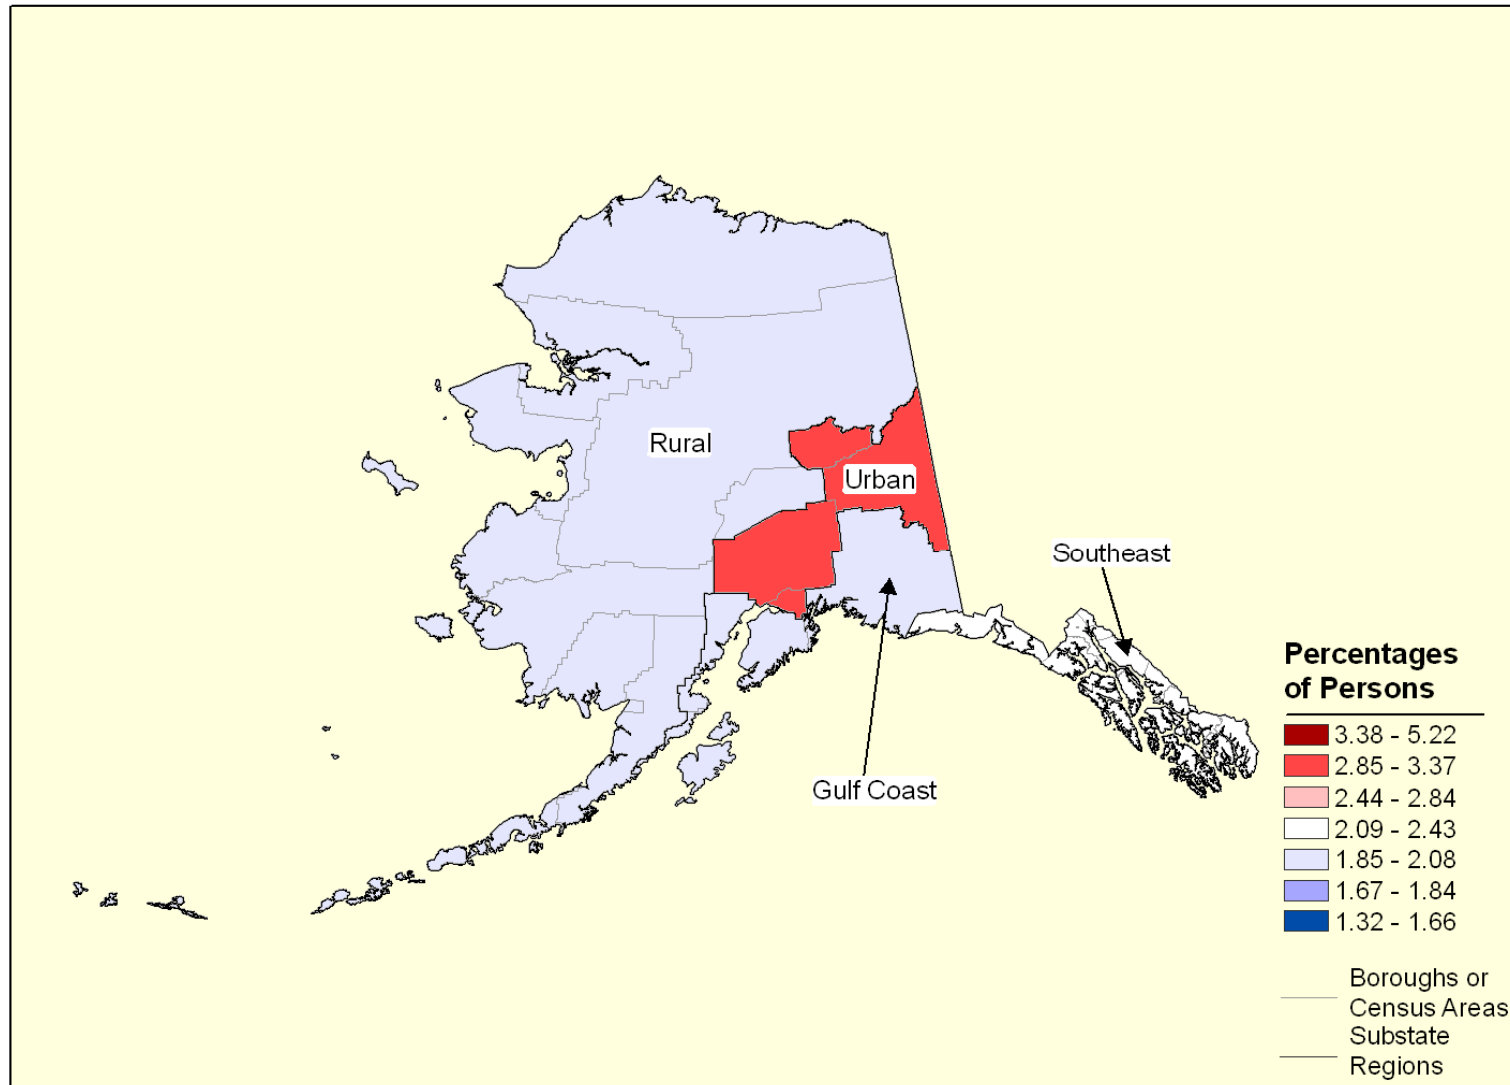 Rural
Urban
Southeast
Gulf Coast
Percentages
of Persons
3.38 - 5.22
2.85 - 3.37
2.44 - 2.84
2.09 - 2.43
1.85 - 2.08
1.67 - 1.84
1.32 - 1.66
Boroughs or
Census Areas
Substate
Regions